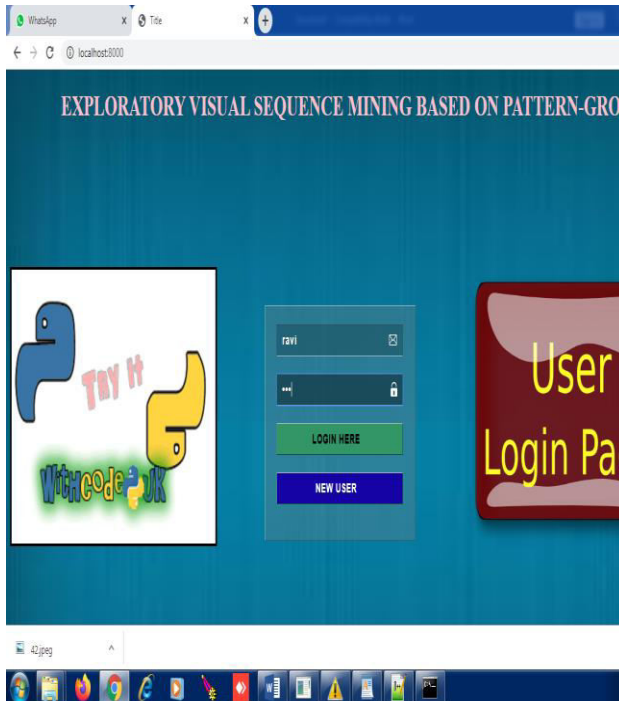 WhatsApp
Title
localhost:8000
EXPLORATORY VISUAL SEQUENCE MINING BASED ON PATTERN-GRO
TRY IT
WITHCODE UK
ravi
LOGIN HERE
NEW USER
User
Login Pa
42.jpeg